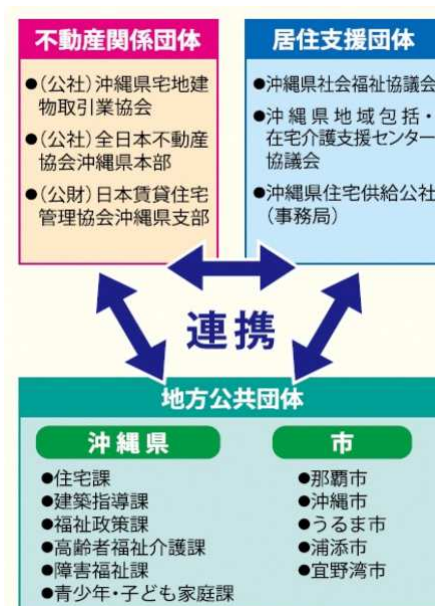 不動産関係団体
●(公社)沖縄県宅地建
物取引業協会
●(公社)全日本不動産
協会沖縄県本部
●(公財)日本賃貸住宅
管理協会沖縄県支部
居住支援団体
●沖縄県社会福祉協議会
●沖縄県地域包括・
在宅介護支援センター
協議会
●沖縄県住宅供給公社
(事務局)
連携
地方公共団体
沖縄県
●住宅課
●建築指導課
●福祉政策課
●高齢者福祉介護課
●障害福祉課
●青少年・子ども家庭課
市
●那覇市
●沖縄市
●うるま市
●浦添市
●宜野湾市